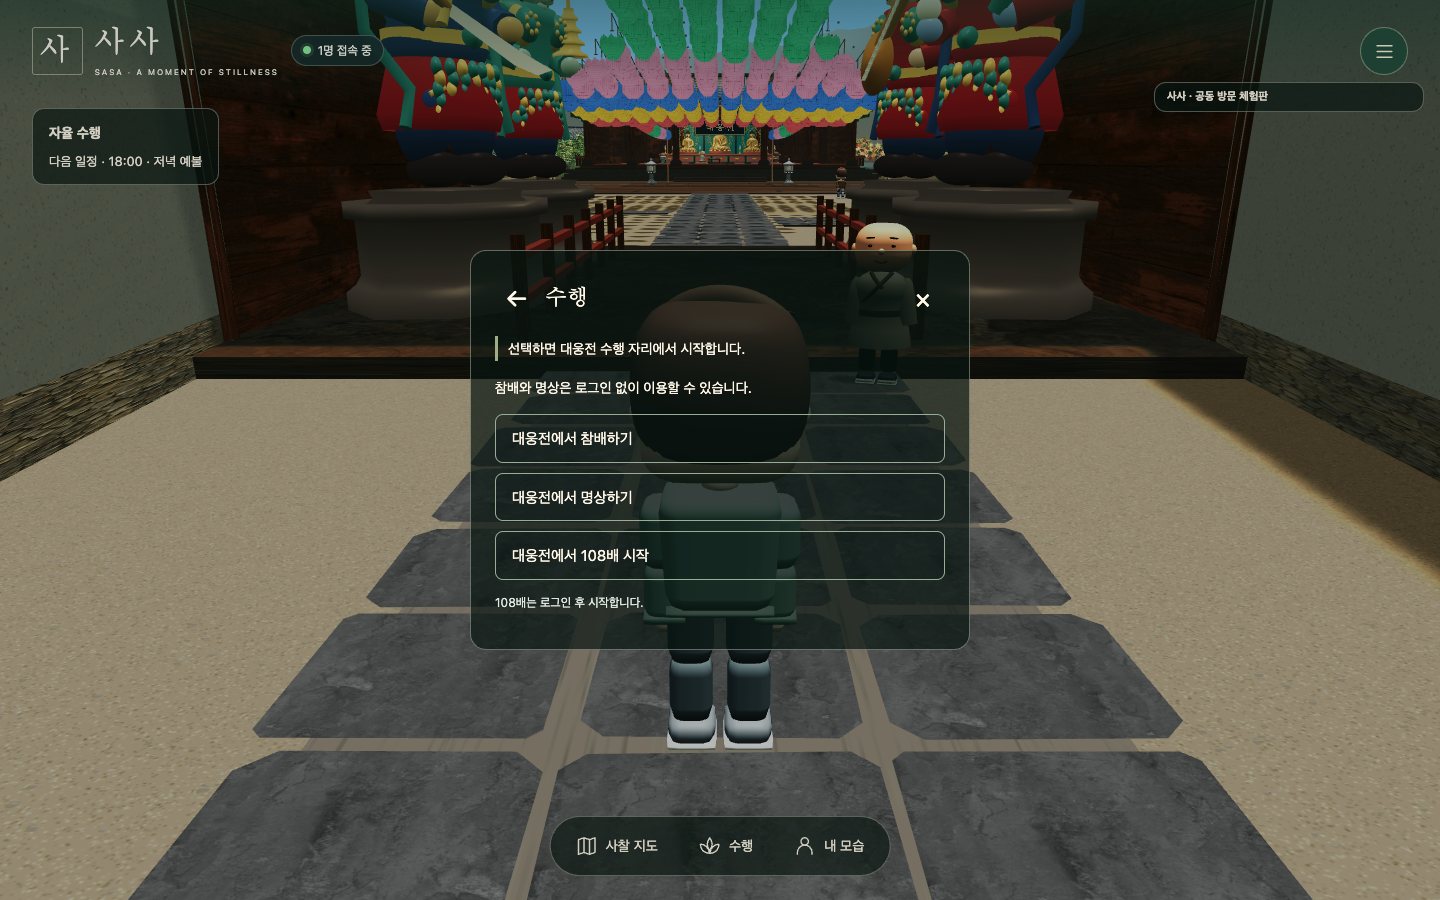 사
사사
SASA · A MOMENT OF STILLNESS
1명 접속 중
사사 · 공동 방문 체험판
자율 수행
다음 일정 · 18:00 · 저녁 예불
수행
선택하면 대웅전 수행 자리에서 시작합니다.
참배와 명상은 로그인 없이 이용할 수 있습니다.
대웅전에서 참배하기
대웅전에서 명상하기
대웅전에서 108배 시작
108배는 로그인 후 시작합니다.
사찰 지도
수행
내 모습